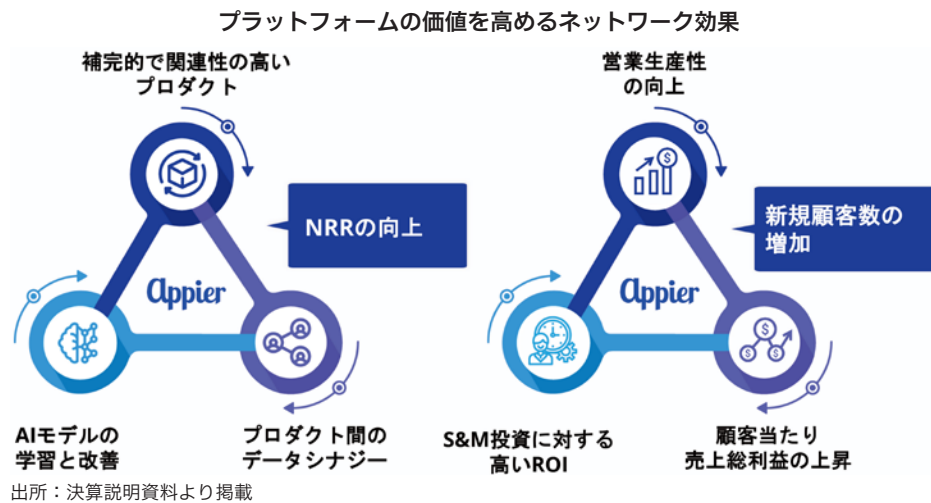 プラットフォームの価値を高めるネットワーク効果
補完的で関連性の高い
プロダクト
NRRの向上
Appier
AIモデルの
学習と改善
プロダクト間の
データシナジー
営業生産性
の向上
新規顧客数の
増加
Appier
S&M投資に対する
高いROI
顧客当たり
売上総利益の上昇
出所：決算説明資料より掲載